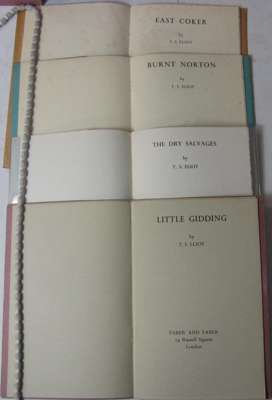 EAST COKER
by
T. S. ELIOT
BURNT NORTON
by
T. S. ELIOT
THE DRY SALVAGES
by
T. S. ELIOT
LITTLE GIDDING
by
T. S. ELIOT
FABER AND FABER
24 Russell Square
London